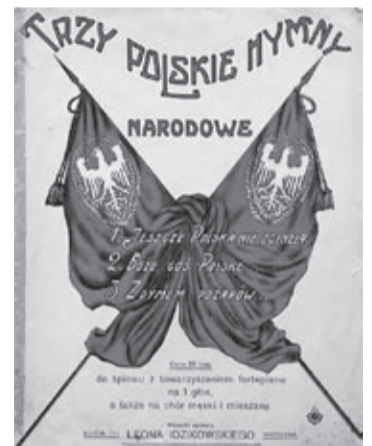 TRZY POLSKIE HYMNY
NARODOWE
1. JESZCZE POLSKA NIE ZGINĘŁA
2. BOŻE, COŚ POLSKĘ...
3. Z DYMEM POŻARÓW...
do śpiewu z towarzyszeniem fortepianu
na 1 głos,
a także na chór męski i mieszany.
LEONA IDZIKOWSKIEGO